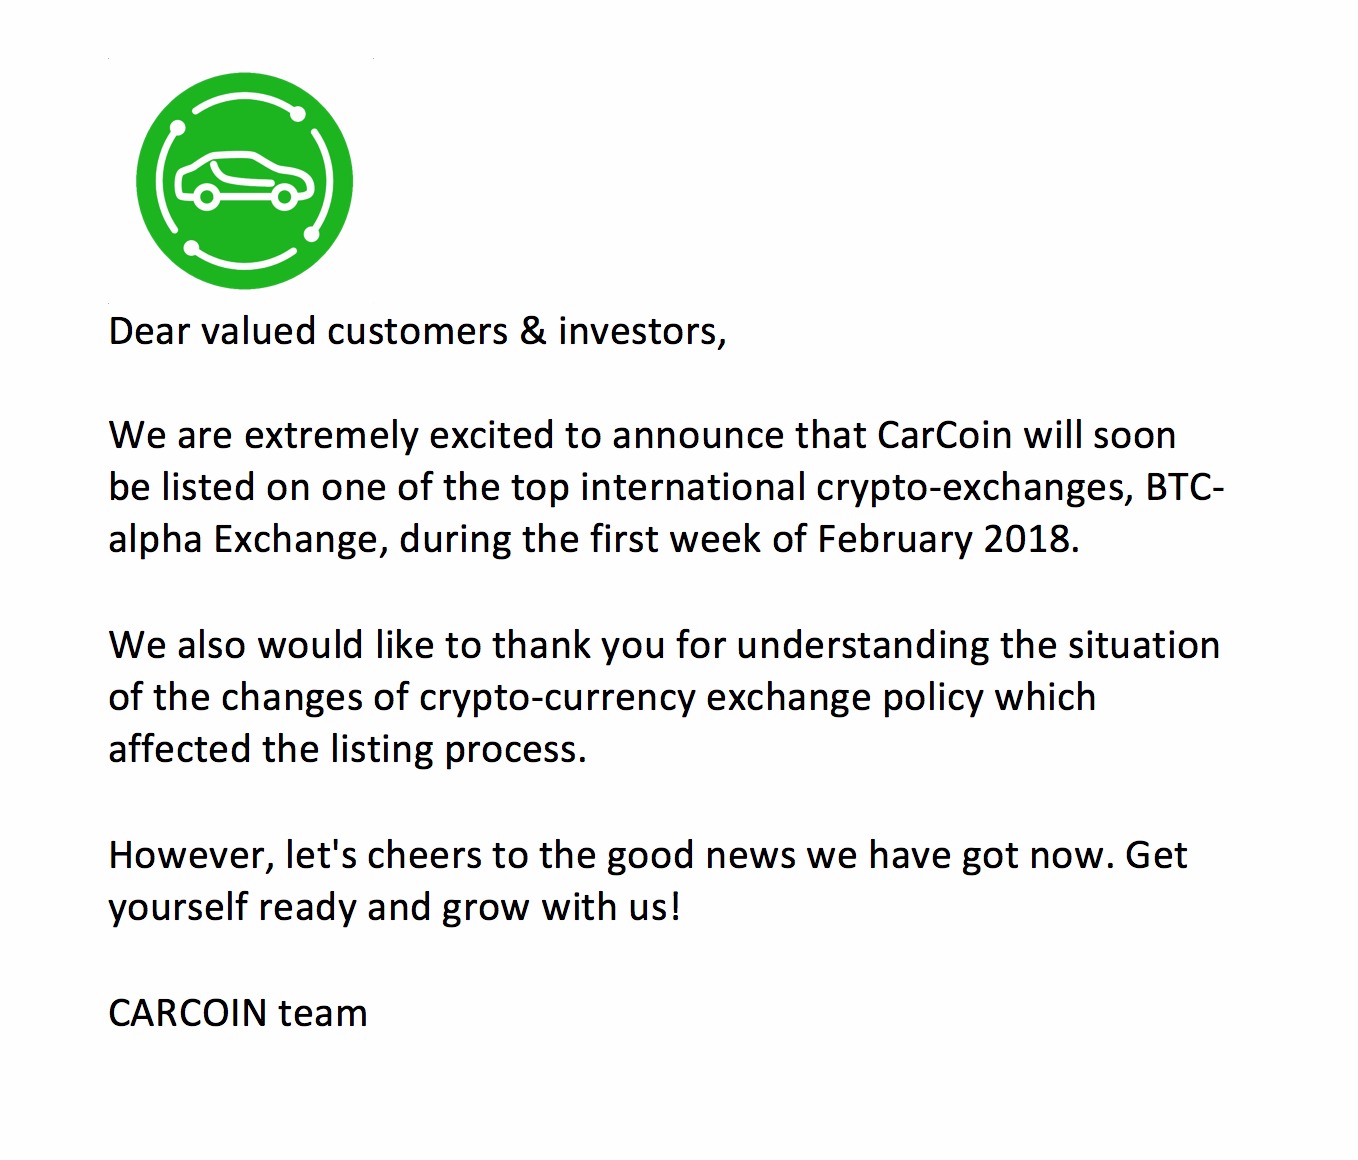 Dear valued customers & investors,
We are extremely excited to announce that CarCoin will soon
be listed on one of the top international crypto-exchanges, BTC-
alpha Exchange, during the first week of February 2018.
We also would like to thank you for understanding the situation
of the changes of crypto-currency exchange policy which
affected the listing process.
However, let's cheers to the good news we have got now. Get
yourself ready and grow with us!
CARCOIN team